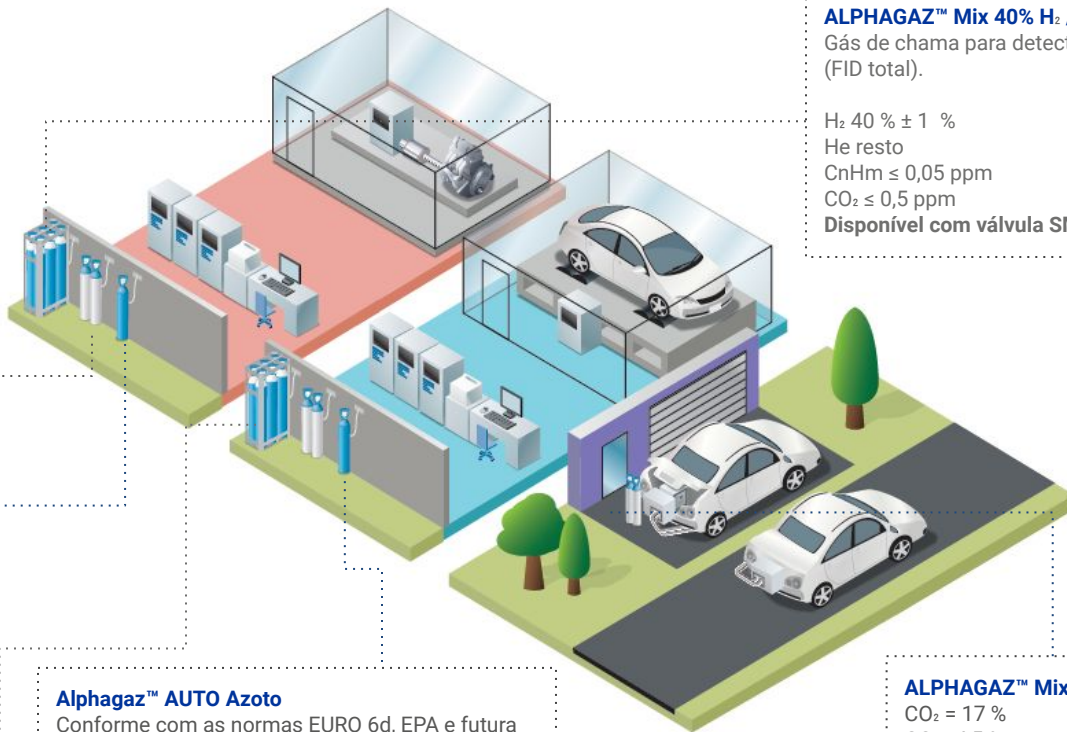 ALPHAGAZ™ Mix 40% H₂
Gás de chama para
(FID total).
H₂ 40 % ± 1 %
He resto
CnHm ≤ 0,05 ppm
CO₂ ≤ 0,5 ppm
Disponível com válvula
Alphagaz™ AUTO Azoto
Conforme com as normas EURO 6d, EPA e futura
ALPHAGAZ™ Mix
CO₂ = 17 %